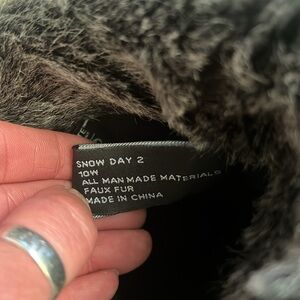 SNOW DAY 2
10W
ALL MAN MADE MATERIALS
FAUX FUR
MADE IN CHINA